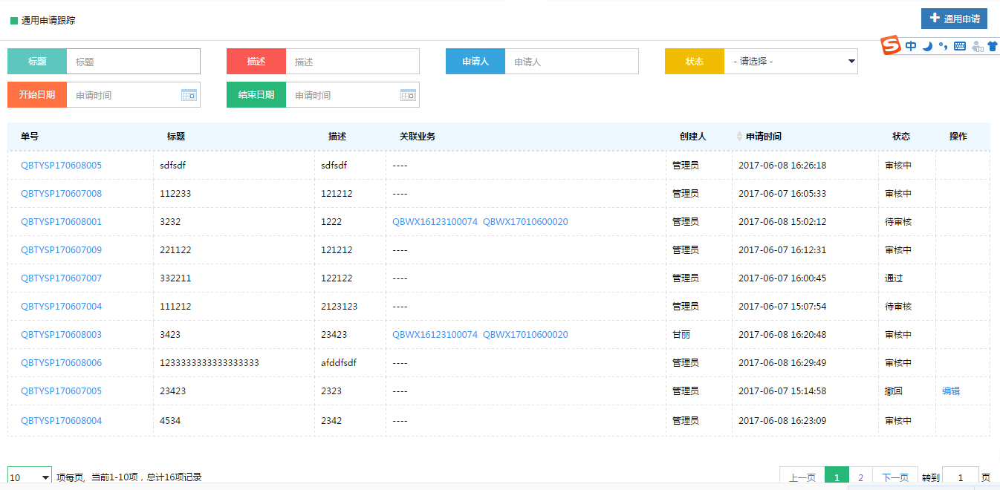 通用申请跟踪
通用申请
中
标题 标题 描述 描述 申请人 申请人 状态 - 请选择 -
开始日期 申请时间 结束日期 申请时间
单号 标题 描述 关联业务 创建人 申请时间 状态 操作
QBTYSP170608005 sdfsdf sdfsdf ---- 管理员 2017-06-08 16:26:18 审核中
QBTYSP170607008 112233 121212 ---- 管理员 2017-06-07 16:05:33 审核中
QBTYSP170608001 3232 1222 QBWX16123100074 QBWX17010600020 管理员 2017-06-08 15:02:12 待审核
QBTYSP170607009 221122 121212 ---- 管理员 2017-06-07 16:12:31 审核中
QBTYSP170607007 332211 122122 ---- 管理员 2017-06-07 16:00:45 通过
QBTYSP170607004 111212 2123123 ---- 管理员 2017-06-07 15:07:54 待审核
QBTYSP170608003 3423 23423 QBWX16123100074 QBWX17010600020 甘丽 2017-06-08 16:20:48 审核中
QBTYSP170608006 1233333333333333333 afddfsdf ---- 管理员 2017-06-08 16:29:49 审核中
QBTYSP170607005 23423 2323 ---- 管理员 2017-06-07 15:14:58 撤回 编辑
QBTYSP170608004 4534 2342 ---- 管理员 2017-06-08 16:23:09 审核中
10 项每页, 当前1-10项，总计16项记录 上一页 1 2 下一页 转到 1 页